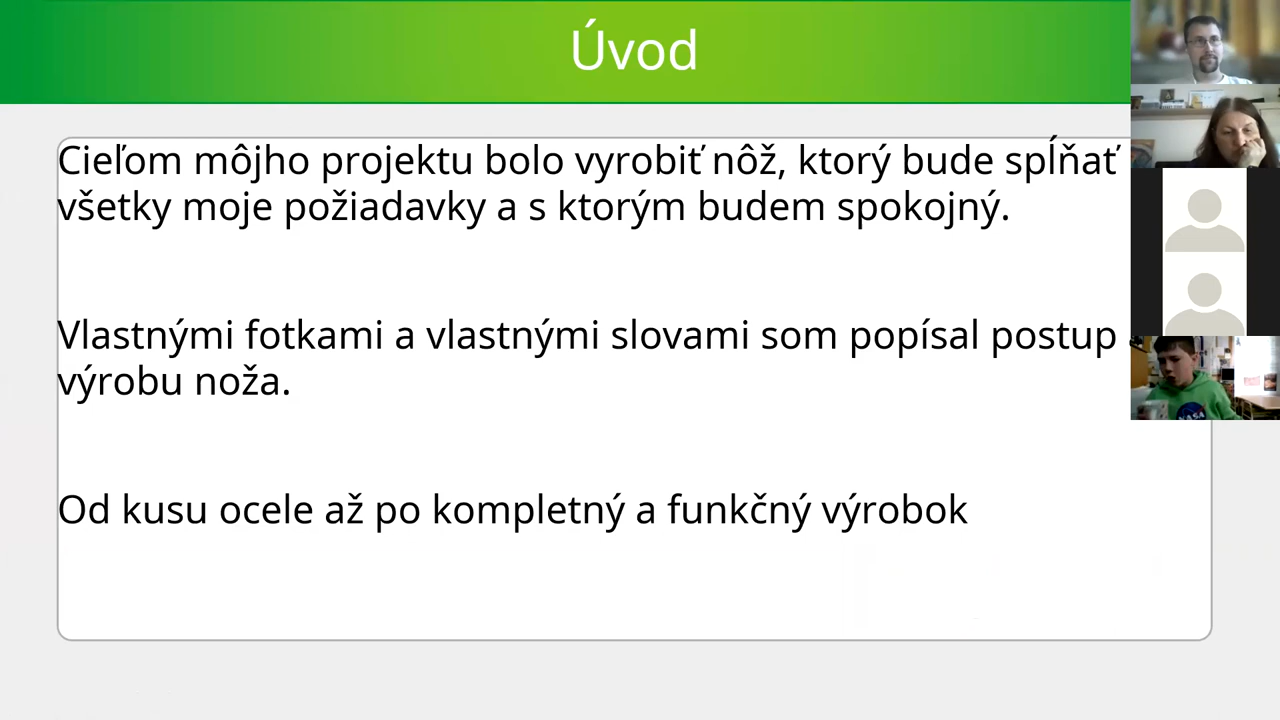 Úvod
Cieľom môjho projektu bolo vyrobiť nôž, ktorý bude spĺňať
všetky moje požiadavky a s ktorým budem spokojný.
Vlastnými fotkami a vlastnými slovami som popísal postup
výrobu noža.
Od kusu ocele až po kompletný a funkčný výrobok
NASA